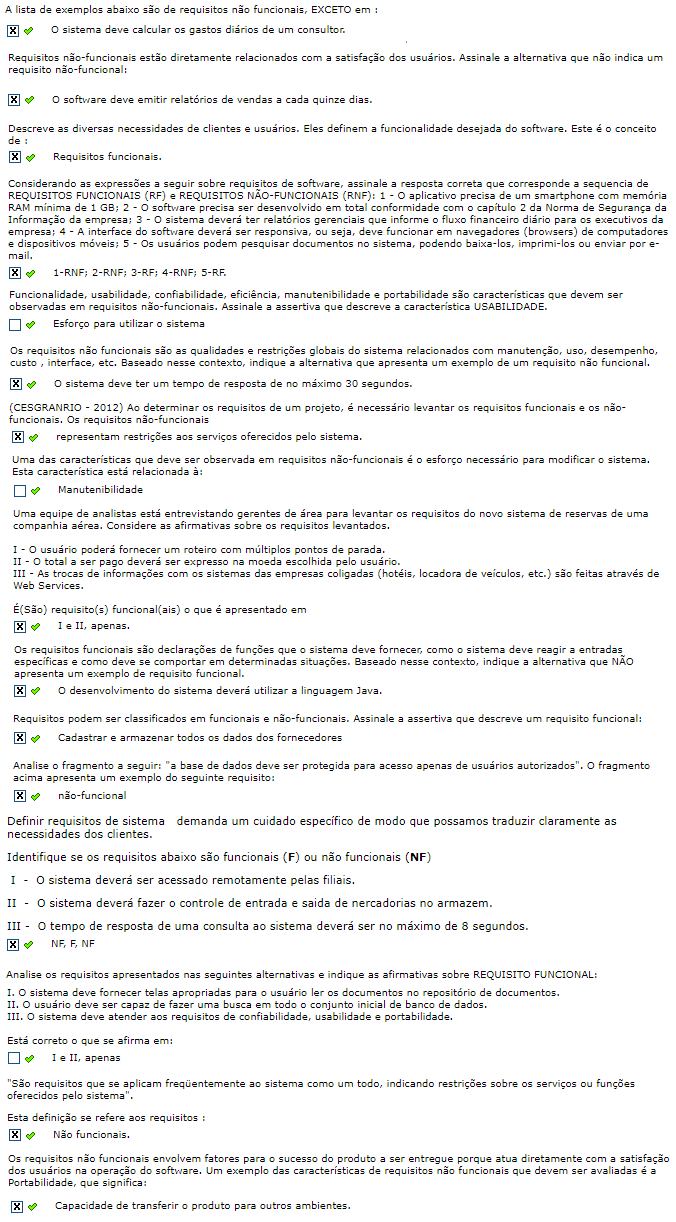 A lista de exemplos abaixo são de requisitos não funcionais, EXCETO em :
O sistema deve calcular os gastos diários de um consultor.
Requisitos não-funcionais estão diretamente relacionados com a satisfação dos usuários. Assinale a alternativa que não indica um
requisito não-funcional:
O software deve emitir relatórios de vendas a cada quinze dias.
Descreve as diversas necessidades de clientes e usuários. Eles definem a funcionalidade desejada do software. Este é o conceito
de :
Requisitos funcionais.
Considerando as expressões a seguir sobre requisitos de software, assinale a resposta correta que corresponde a sequencia de
REQUISITOS FUNCIONAIS (RF) e REQUISITOS NÃO-FUNCIONAIS (RNF): 1 - O aplicativo precisa de um smartphone com memória
RAM mínima de 1 GB; 2 - O software precisa ser desenvolvido em total conformidade com o capítulo 2 da Norma de Segurança da
Informação da empresa; 3 - O sistema deverá ter relatórios gerenciais que informe o fluxo financeiro diário para os executivos da
empresa; 4 - A interface do software deverá ser responsiva, ou seja, deve funcionar em navegadores (browsers) de computadores
e dispositivos móveis; 5 - Os usuários podem pesquisar documentos no sistema, podendo baixa-los, imprimi-los ou enviar por e-
mail.
1-RNF; 2-RNF; 3-RF; 4-RNF; 5-RF.
Funcionalidade, usabilidade, confiabilidade, eficiência, manutenibilidade e portabilidade são características que devem ser
observadas em requisitos não-funcionais. Assinale a assertiva que descreve a característica USABILIDADE.
Esforço para utilizar o sistema
Os requisitos não funcionais são as qualidades e restrições globais do sistema relacionados com manutenção, uso, desempenho,
custo , interface, etc. Baseado nesse contexto, indique a alternativa que apresenta um exemplo de um requisito não funcional.
O sistema deve ter um tempo de resposta de no máximo 30 segundos.
(CESGRANRIO - 2012) Ao determinar os requisitos de um projeto, é necessário levantar os requisitos funcionais e os não-
funcionais. Os requisitos não-funcionais
representam restrições aos serviços oferecidos pelo sistema.
Uma das características que deve ser observada em requisitos não-funcionais é o esforço necessário para modificar o sistema.
Esta característica está relacionada à:
Manutenibilidade
Uma equipe de analistas está entrevistando gerentes de área para levantar os requisitos do novo sistema de reservas de uma
companhia aérea. Considere as afirmativas sobre os requisitos levantados.
I - O usuário poderá fornecer um roteiro com múltiplos pontos de parada.
II - O total a ser pago deverá ser expresso na moeda escolhida pelo usuário.
III - As trocas de informações com os sistemas das empresas coligadas (hotéis, locadora de veículos, etc.) são feitas através de
Web Services.
É(São) requisito(s) funcional(ais) o que é apresentado em
I e II, apenas.
Os requisitos funcionais são declarações de funções que o sistema deve fornecer, como o sistema deve reagir a entradas
específicas e como deve se comportar em determinadas situações. Baseado nesse contexto, indique a alternativa que NÃO
apresenta um exemplo de requisito funcional.
O desenvolvimento do sistema deverá utilizar a linguagem Java.
Requisitos podem ser classificados em funcionais e não-funcionais. Assinale a assertiva que descreve um requisito funcional:
Cadastrar e armazenar todos os dados dos fornecedores
Analise o fragmento a seguir: "a base de dados deve ser protegida para acesso apenas de usuários autorizados". O fragmento
acima apresenta um exemplo do seguinte requisito:
não-funcional
Definir requisitos de sistema demanda um cuidado específico de modo que possamos traduzir claramente as
necessidades dos clientes.
Identifique se os requisitos abaixo são funcionais (F) ou não funcionais (NF)
I - O sistema deverá ser acessado remotamente pelas filiais.
II - O sistema deverá fazer o controle de entrada e saida de nercadorias no armazem.
III - O tempo de resposta de uma consulta ao sistema deverá ser no máximo de 8 segundos.
NF, F, NF
Analise os requisitos apresentados nas seguintes alternativas e indique as afirmativas sobre REQUISITO FUNCIONAL:
I. O sistema deve fornecer telas apropriadas para o usuário ler os documentos no repositório de documentos.
II. O usuário deve ser capaz de fazer uma busca em todo o conjunto inicial de banco de dados.
III. O sistema deve atender aos requisitos de confiabilidade, usabilidade e portabilidade.
Está correto o que se afirma em:
I e II, apenas
"São requisitos que se aplicam freqüentemente ao sistema como um todo, indicando restrições sobre os serviços ou funções
oferecidos pelo sistema".
Esta definição se refere aos requisitos :
Não funcionais.
Os requisitos não funcionais envolvem fatores para o sucesso do produto a ser entregue porque atua diretamente com a satisfação
dos usuários na operação do software. Um exemplo das características de requisitos não funcionais que devem ser avaliadas é a
Portabilidade, que significa:
Capacidade de transferir o produto para outros ambientes.